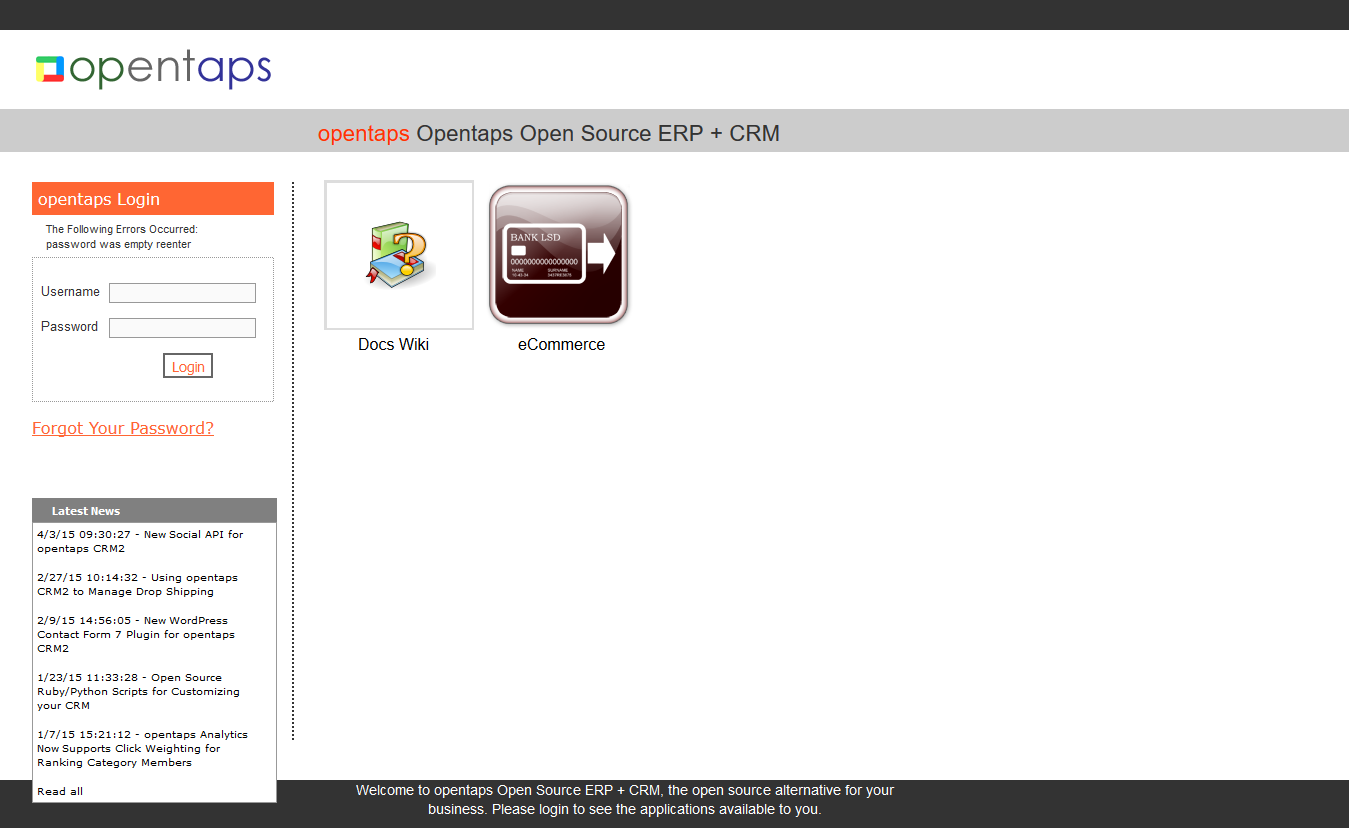 opentaps
opentaps Opentaps Open Source ERP + CRM
opentaps Login
The Following Errors Occurred:
password was empty reenter
Username
Password
Login
Forgot Your Password?
BANK LSD
0000000000000000
NAME SURNAME
Docs Wiki
eCommerce
Latest News
4/3/15 09:30:27 - New Social API for
opentaps CRM2
2/27/15 10:14:32 - Using opentaps
CRM2 to Manage Drop Shipping
2/9/15 14:56:05 - New WordPress
Contact Form 7 Plugin for opentaps
CRM2
1/23/15 11:33:28 - Open Source
Ruby/Python Scripts for Customizing
your CRM
1/7/15 15:21:12 - opentaps Analytics
Now Supports Click Weighting for
Ranking Category Members
Read all
Welcome to opentaps Open Source ERP + CRM, the open source alternative for your
business. Please login to see the applications available to you.